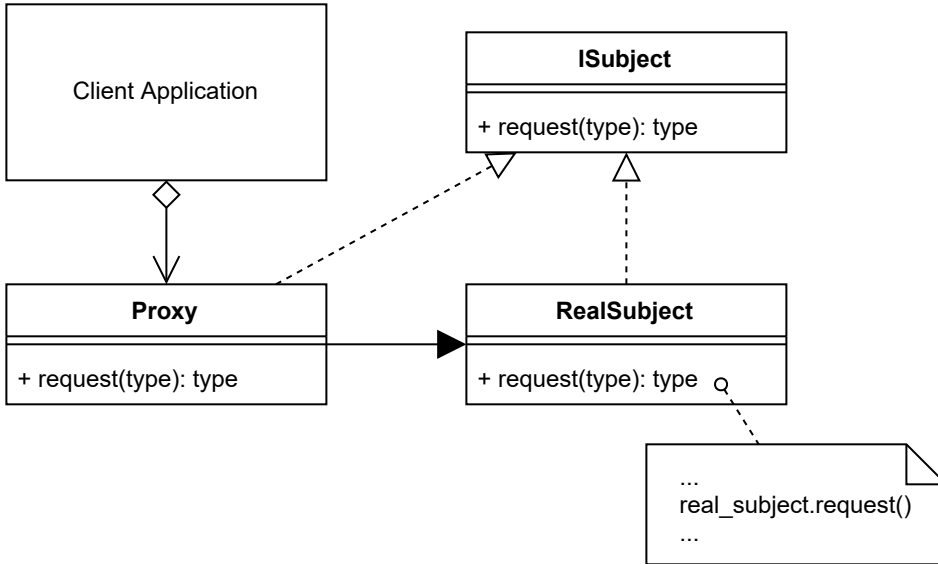 Client Application
ISubject
+ request(type): type
Proxy
+ request(type): type
RealSubject
+ request(type): type
...
real_subject.request()
...